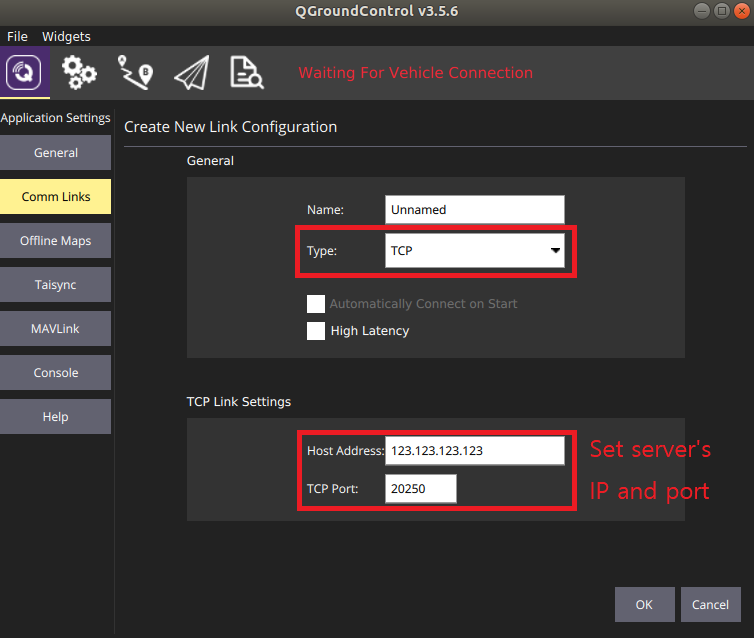 QGroundControl v3.5.6
File Widgets
Waiting For Vehicle Connection
Application Settings
General
Comm Links
Offline Maps
Taisync
MAVLink
Console
Help
Create New Link Configuration
General
Name: Unnamed
Type: TCP
Automatically Connect on Start
High Latency
TCP Link Settings
Host Address: 123.123.123.123
TCP Port: 20250
Set server's
IP and port
OK Cancel